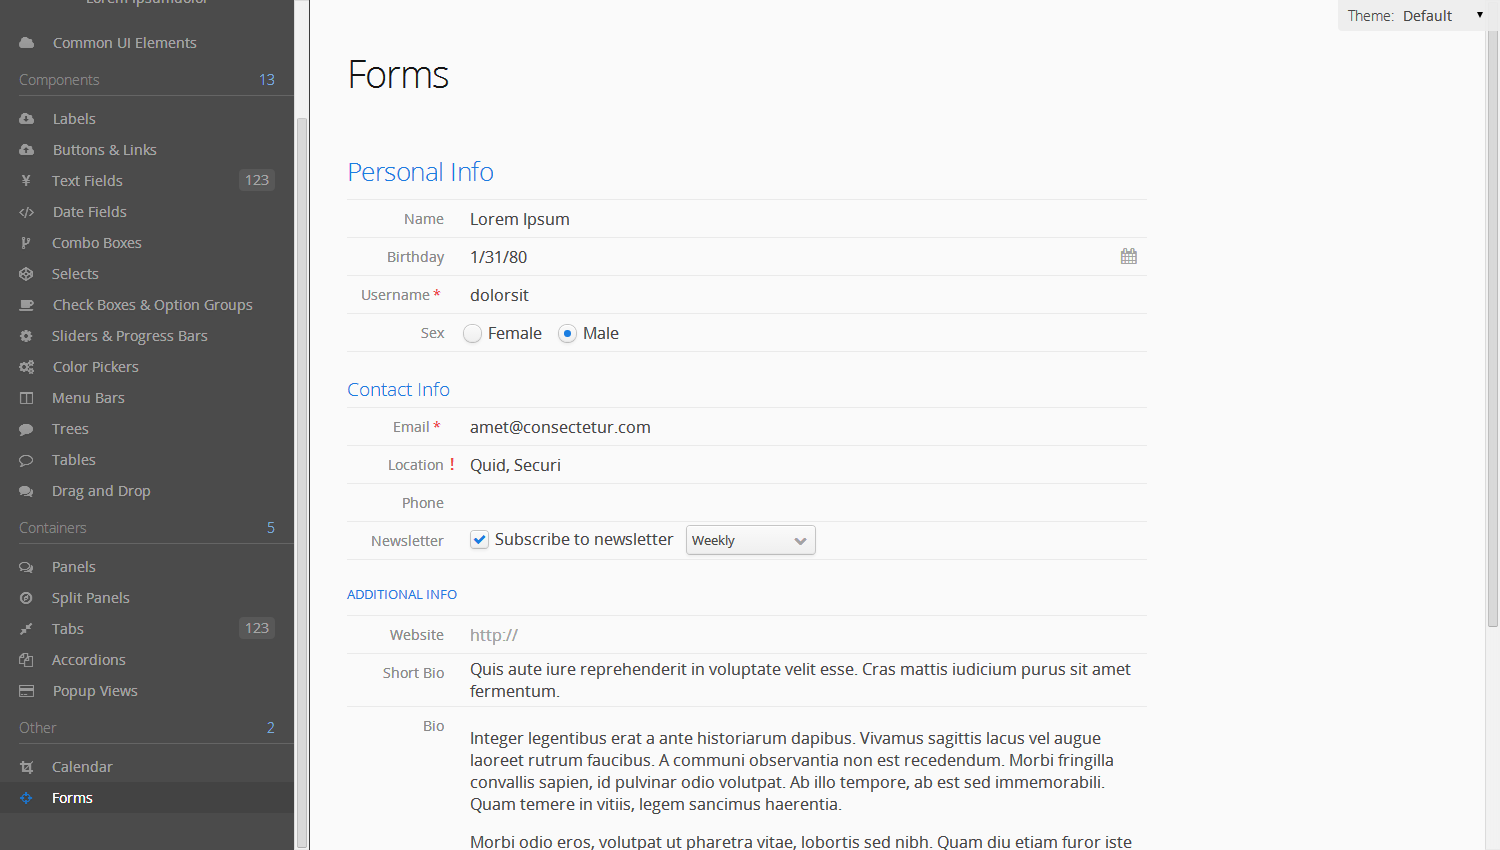 Lorem Ipsumdolor
Common UI Elements
Components 13
Labels
Buttons & Links
Text Fields 123
Date Fields
Combo Boxes
Selects
Check Boxes & Option Groups
Sliders & Progress Bars
Color Pickers
Menu Bars
Trees
Tables
Drag and Drop
Containers 5
Panels
Split Panels
Tabs 123
Accordions
Popup Views
Other 2
Calendar
Forms
Theme: Default
Forms
Personal Info
Name Lorem Ipsum
Birthday 1/31/80
Username * dolorsit
Sex Female Male
Contact Info
Email * amet@consectetur.com
Location ! Quid, Securi
Phone
Newsletter Subscribe to newsletter Weekly
ADDITIONAL INFO
Website http://
Short Bio Quis aute iure reprehenderit in voluptate velit esse. Cras mattis iudicium purus sit amet
fermentum.
Bio
Integer legentibus erat a ante historiarum dapibus. Vivamus sagittis lacus vel augue
laoreet rutrum faucibus. A communi observantia non est recedendum. Morbi fringilla
convallis sapien, id pulvinar odio volutpat. Ab illo tempore, ab est sed immemorabili.
Quam temere in vitiis, legem sancimus haerentia.
Morbi odio eros, volutpat ut pharetra vitae, lobortis sed nibh. Quam diu etiam furor iste